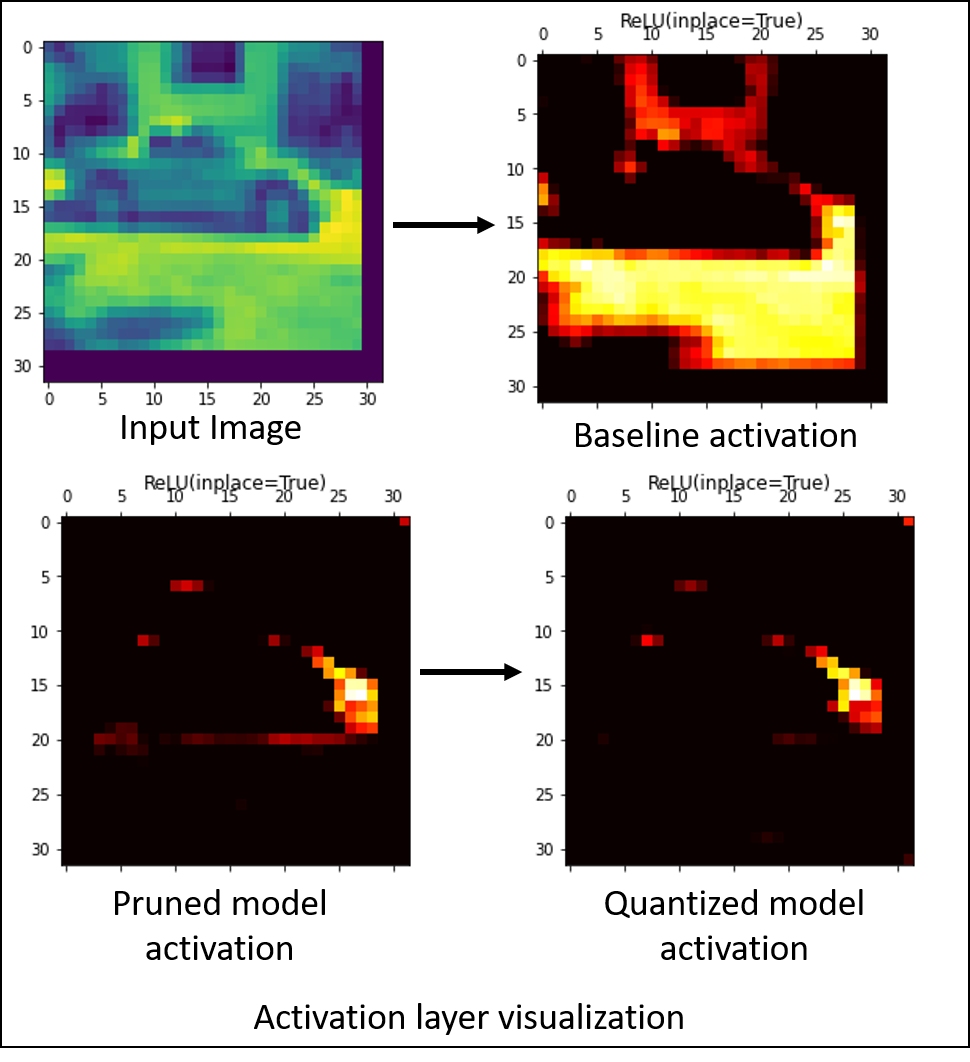 ReLU(inplace=True)
0 5 10 15 20 25 30
0 0
5 5
10 10
15 15
20 20
25 25
30 30
0 5 10 15 20 25 30
Input Image
Baseline activation
ReLU(inplace=True) ReLU(inplace=True)
0 5 10 15 20 25 30 0 5 10 15 20 25 30
0 0
5 5
10 10
15 15
20 20
25 25
30 30
Pruned model Quantized model
activation activation
Activation layer visualization